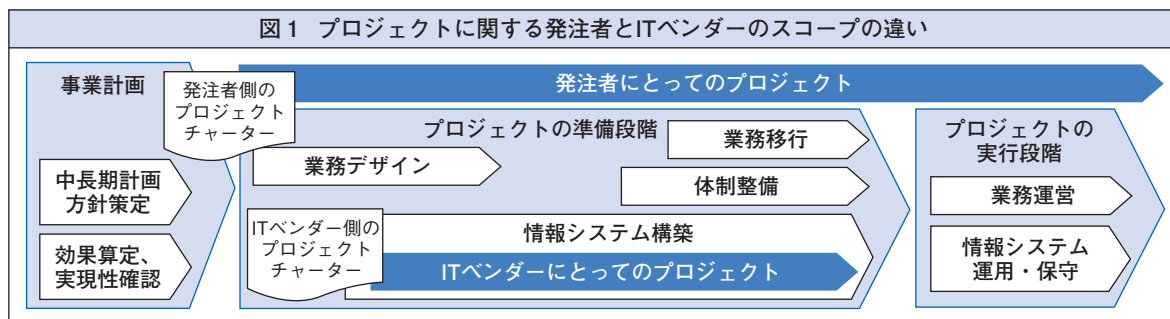 図1 プロジェクトに関する発注者とITベンダーのスコープの違い
事業計画
発注者側の
プロジェクト
チャーター
発注者にとってのプロジェクト
中長期計画
方針策定
効果算定、
実現性確認
プロジェクトの準備段階
業務デザイン
業務移行
体制整備
ITベンダー側の
プロジェクト
チャーター
情報システム構築
ITベンダーにとってのプロジェクト
プロジェクトの
実行段階
業務運営
情報システム
運用・保守